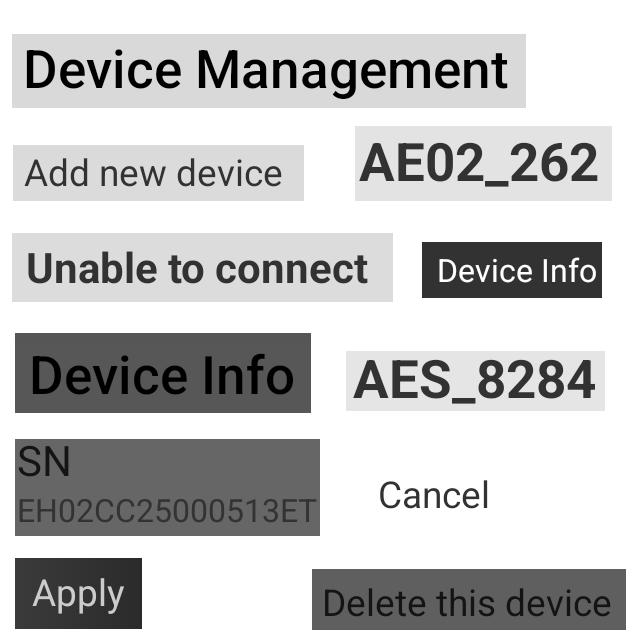 Device Management
Add new device
AE02_262
Unable to connect
Device Info
Device Info
AES_8284
SN
EH02CC25000513ET
Cancel
Apply
Delete this device